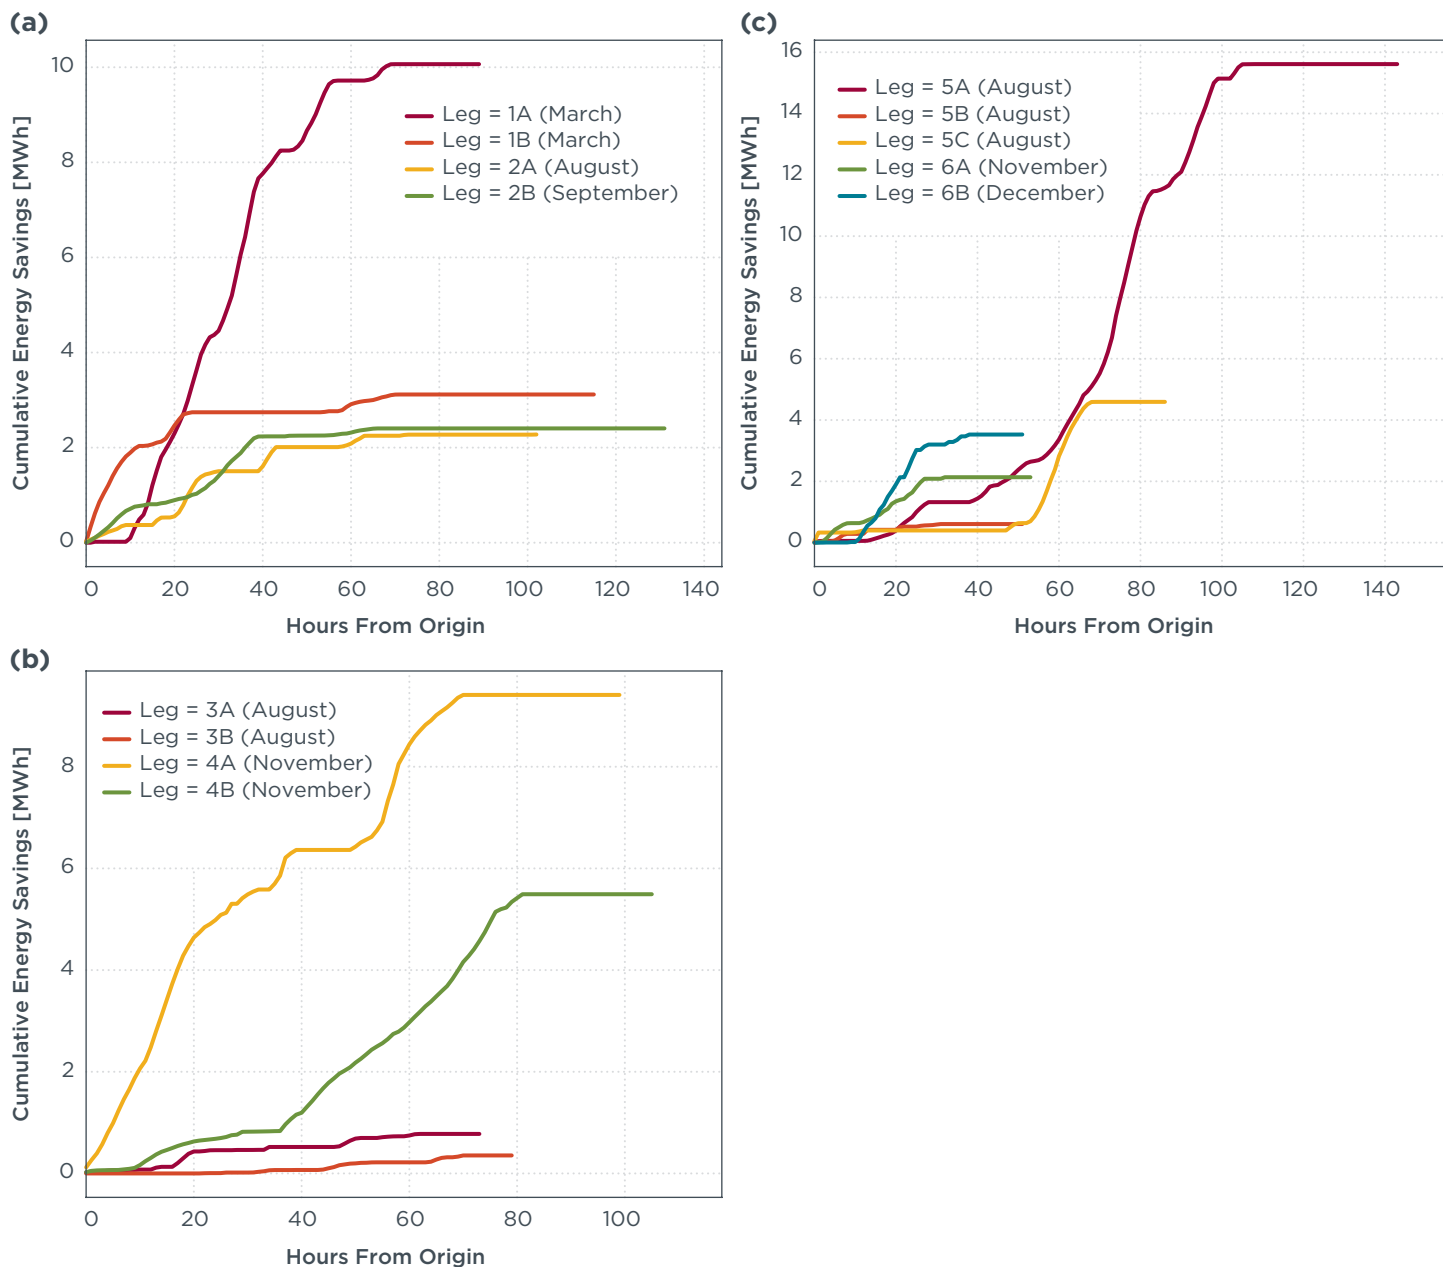 (a)
Cumulative Energy Savings [MWh]
10
8
6
4
2
0
Leg = 1A (March)
Leg = 1B (March)
Leg = 2A (August)
Leg = 2B (September)
0 20 40 60 80 100 120 140
Hours From Origin
(c)
Cumulative Energy Savings [MWh]
16
14
12
10
8
6
4
2
0
Leg = 5A (August)
Leg = 5B (August)
Leg = 5C (August)
Leg = 6A (November)
Leg = 6B (December)
0 20 40 60 80 100 120 140
Hours From Origin
(b)
Cumulative Energy Savings [MWh]
8
6
4
2
0
Leg = 3A (August)
Leg = 3B (August)
Leg = 4A (November)
Leg = 4B (November)
0 20 40 60 80 100
Hours From Origin